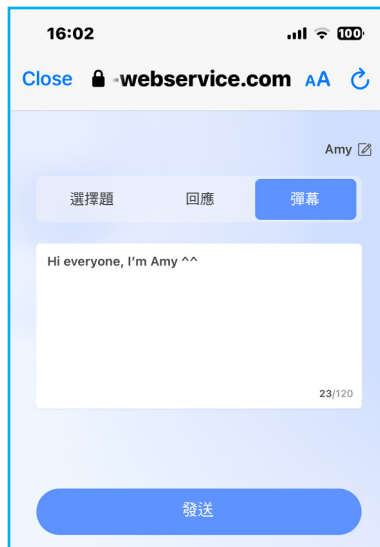 16:02 100
Close webservice.com AA
Amy
選擇題 回應 彈幕
Hi everyone, I'm Amy ^^
23/120
發送